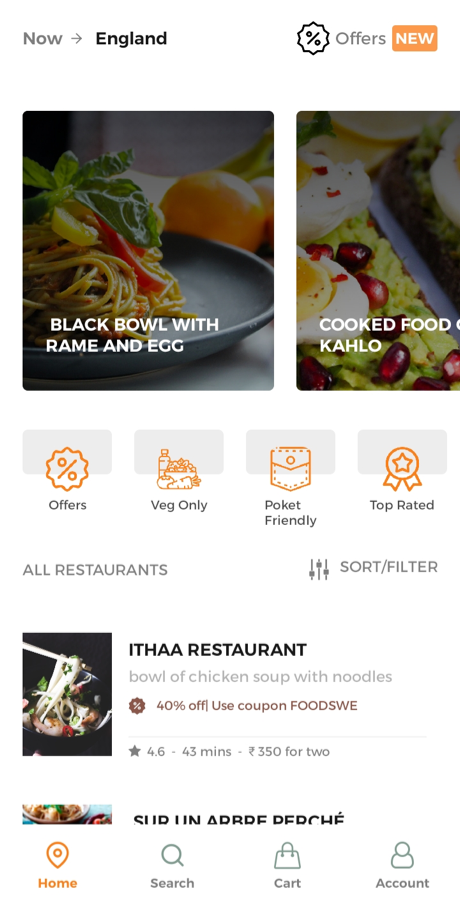 Now → England
Offers NEW
BLACK BOWL WITH
RAME AND EGG
COOKED FOOD
KAHLO
Offers
Veg Only
Poket
Friendly
Top Rated
ALL RESTAURANTS
SORT/FILTER
ITHAA RESTAURANT
bowl of chicken soup with noodles
40% off| Use coupon FOODSWE
4.6 - 43 mins - ₹ 350 for two
SUR UN ARBRE PERCHÉ
Home
Search
Cart
Account